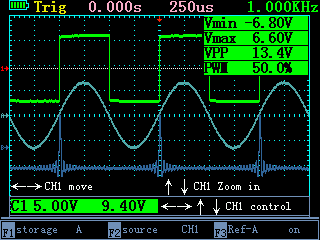 Trig 0.000s 250us 1.000KHz
Vmin -6.80V
Vmax 6.60V
VPP 13.4V
PWM 50.0%
CH1 move CH1 Zoom in
C1 5.00V 9.40V CH1 control
F1 storage A F2 source CH1 F3 Ref-A on